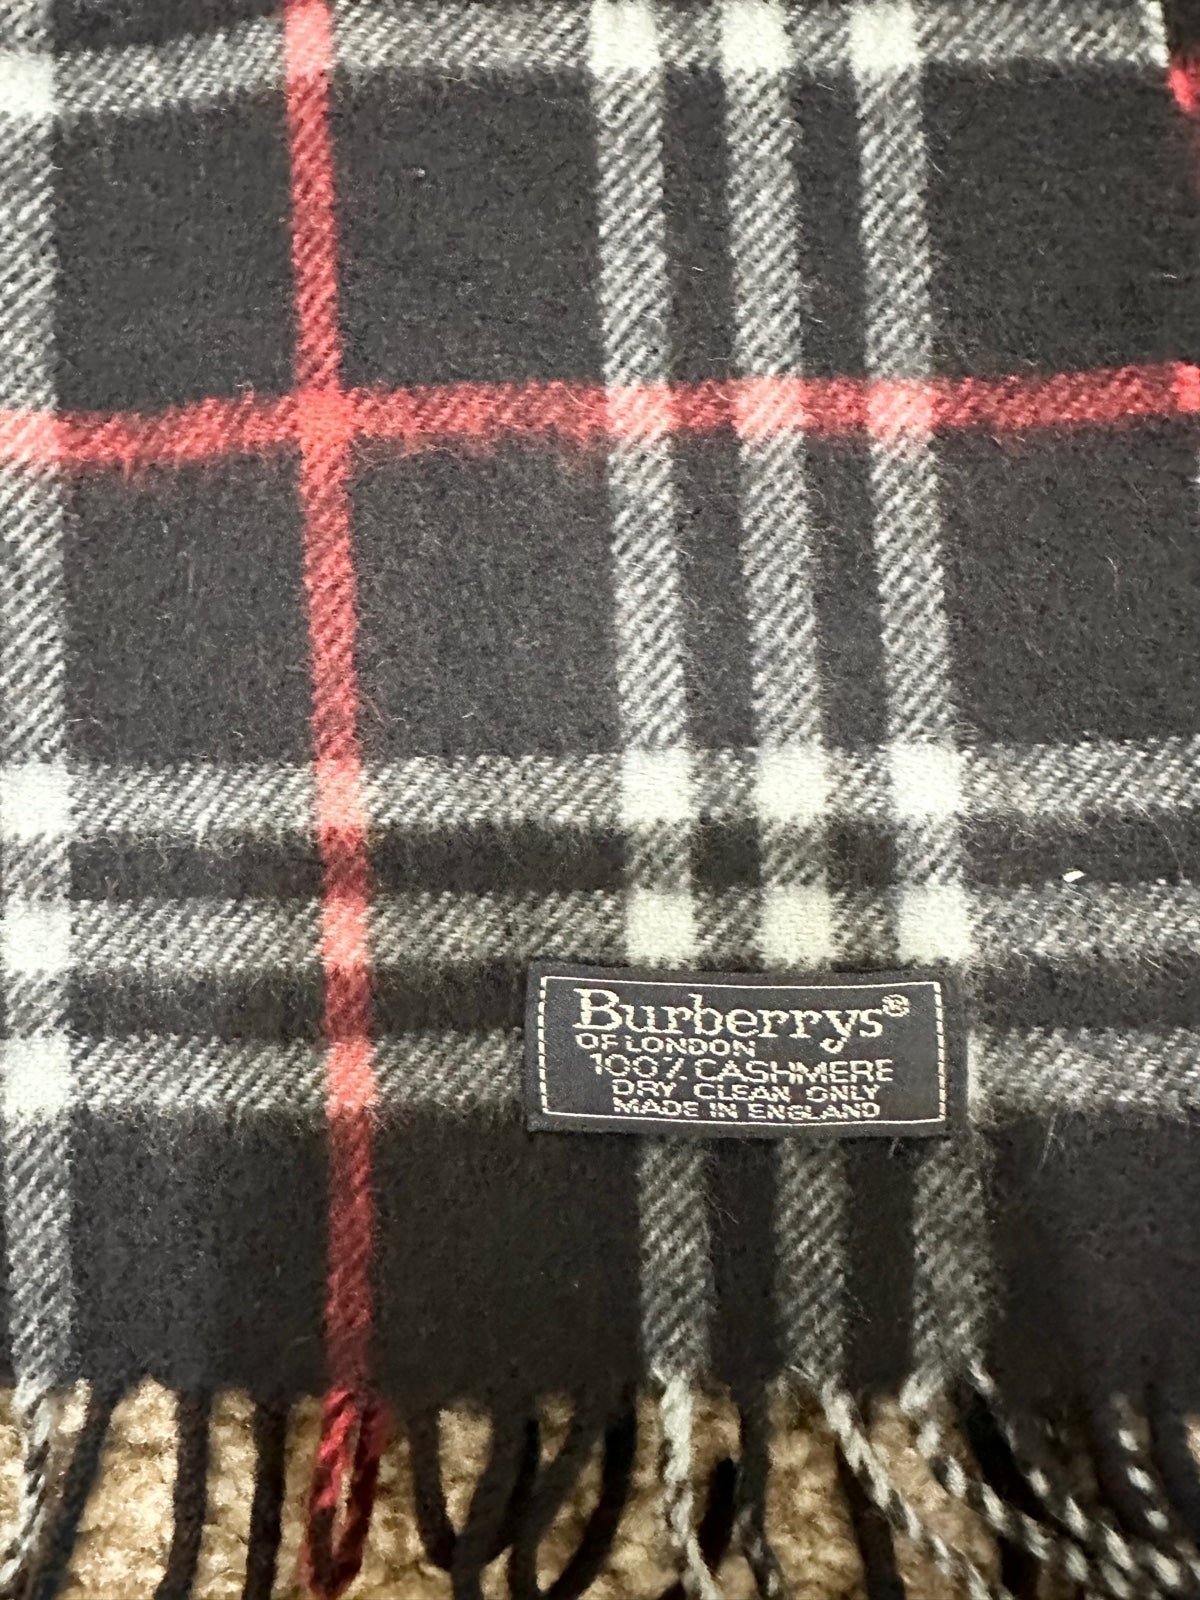 Burberrys®
OF LONDON
100% CASHMERE
DRY CLEAN ONLY
MADE IN ENGLAND